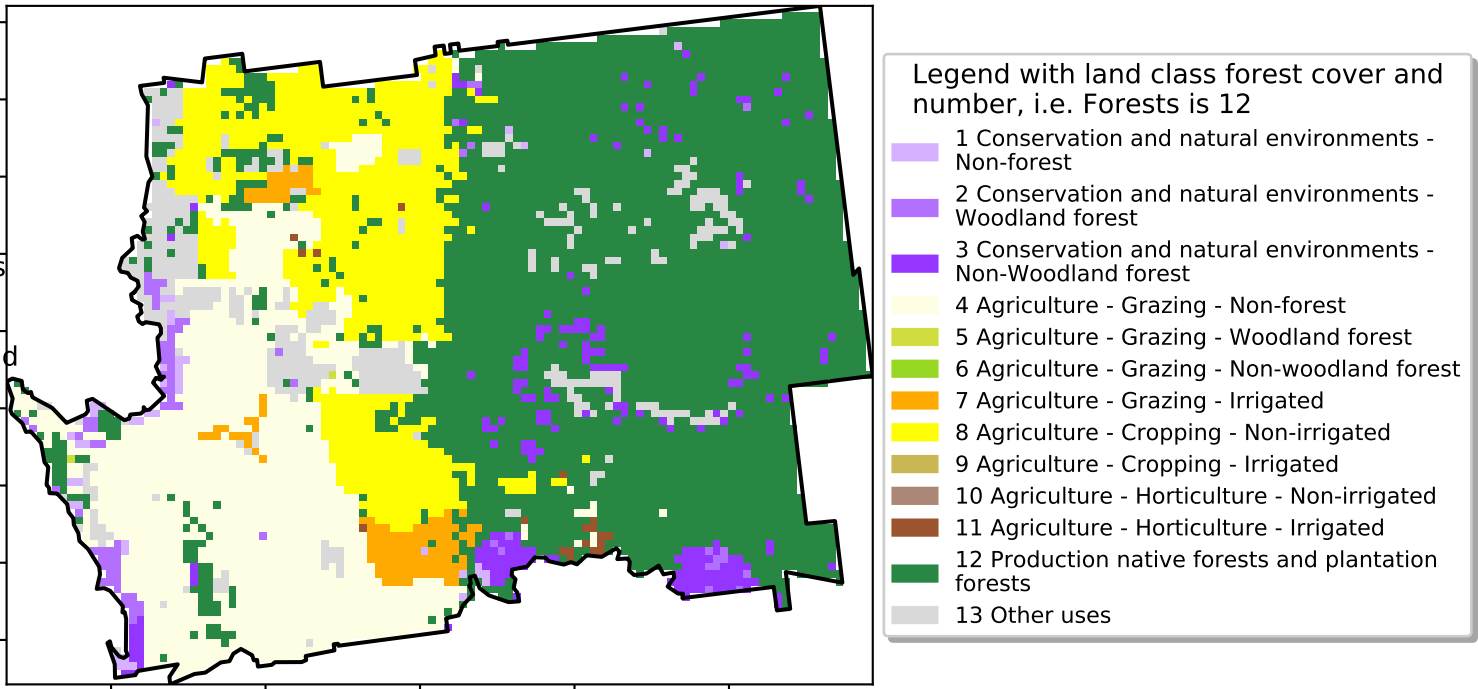 Legend with land class forest cover and
number, i.e. Forests is 12
1 Conservation and natural environments -
Non-forest
2 Conservation and natural environments -
Woodland forest
3 Conservation and natural environments -
Non-Woodland forest
4 Agriculture - Grazing - Non-forest
5 Agriculture - Grazing - Woodland forest
6 Agriculture - Grazing - Non-woodland forest
7 Agriculture - Grazing - Irrigated
8 Agriculture - Cropping - Non-irrigated
9 Agriculture - Cropping - Irrigated
10 Agriculture - Horticulture - Non-irrigated
11 Agriculture - Horticulture - Irrigated
12 Production native forests and plantation
forests
13 Other uses
s
d